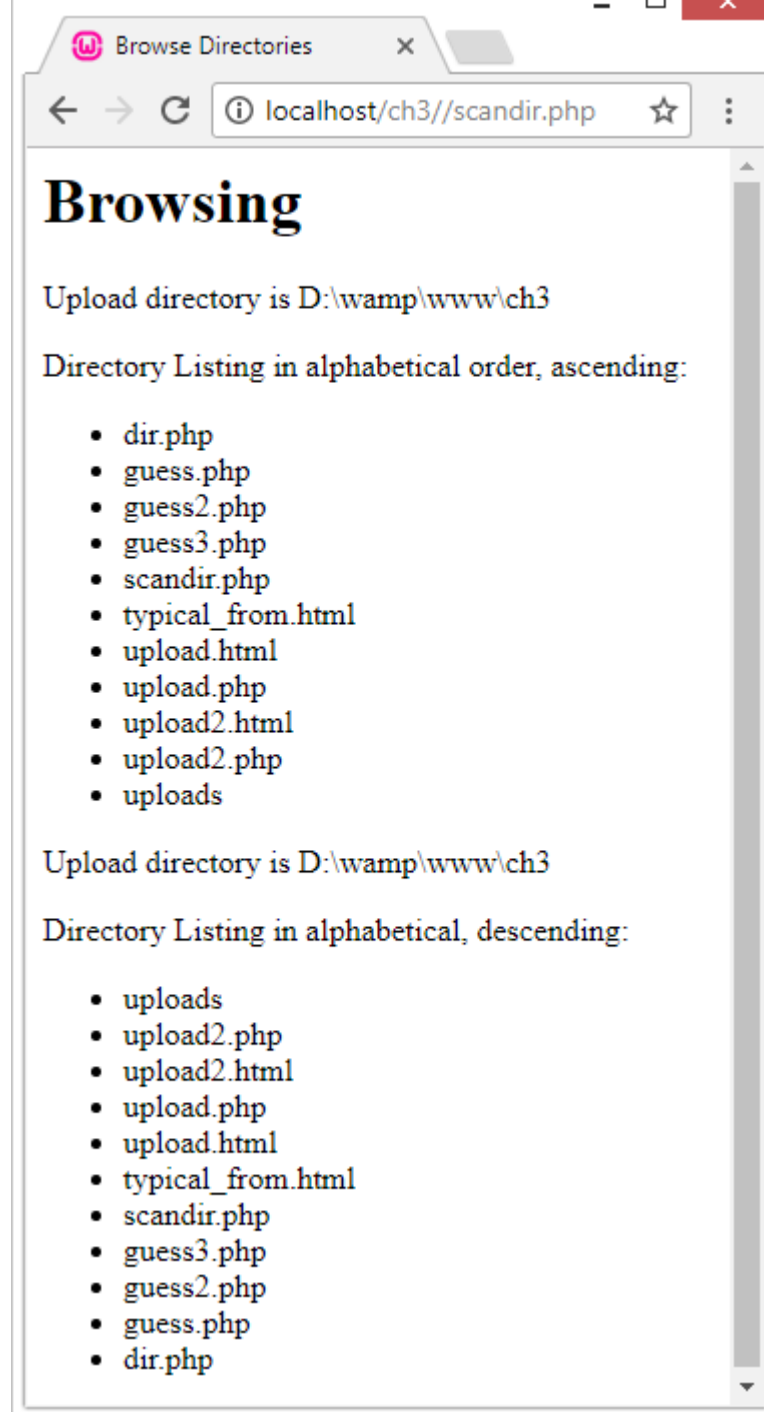 Browse Directories
localhost/ch3//scandir.php
Browsing
Upload directory is D:\wamp\www\ch3
Directory Listing in alphabetical order, ascending:
• dir.php
• guess.php
• guess2.php
• guess3.php
• scandir.php
• typical_from.html
• upload.html
• upload.php
• upload2.html
• upload2.php
• uploads
Upload directory is D:\wamp\www\ch3
Directory Listing in alphabetical, descending:
• uploads
• upload2.php
• upload2.html
• upload.php
• upload.html
• typical_from.html
• scandir.php
• guess3.php
• guess2.php
• guess.php
• dir.php